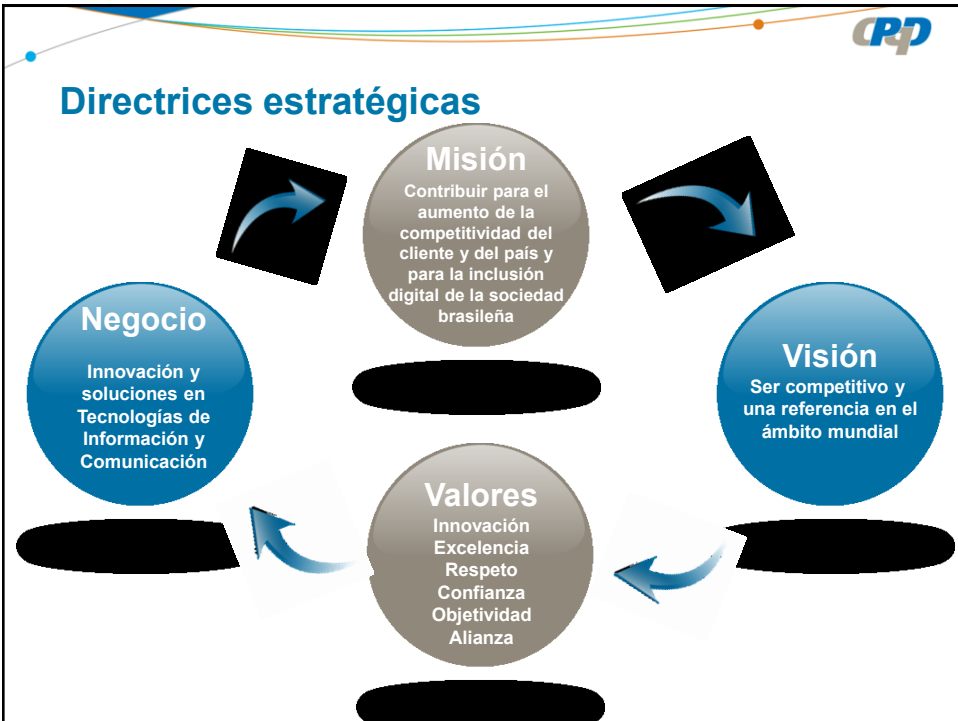 CPqD
Directrices estratégicas
Misión
Contribuir para el
aumento de la
competitividad del
cliente y del país y
para la inclusión
digital de la sociedad
brasileña
Negocio
Innovación y
soluciones en
Tecnologías de
Información y
Comunicación
Visión
Ser competitivo y
una referencia en el
ámbito mundial
Valores
Innovación
Excelencia
Respeto
Confianza
Objetividad
Alianza